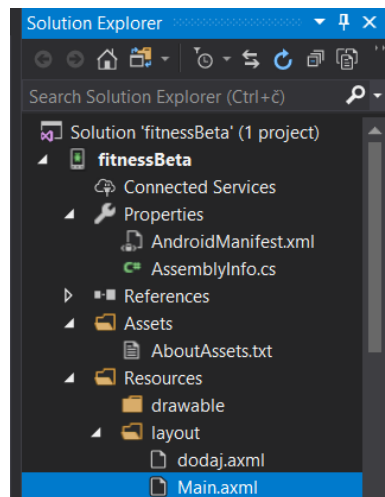 Solution Explorer
Search Solution Explorer (Ctrl+č)
Solution 'fitnessBeta' (1 project)
fitnessBeta
Connected Services
Properties
AndroidManifest.xml
C# AssemblyInfo.cs
References
Assets
AboutAssets.txt
Resources
drawable
layout
dodaj.axml
Main.axml